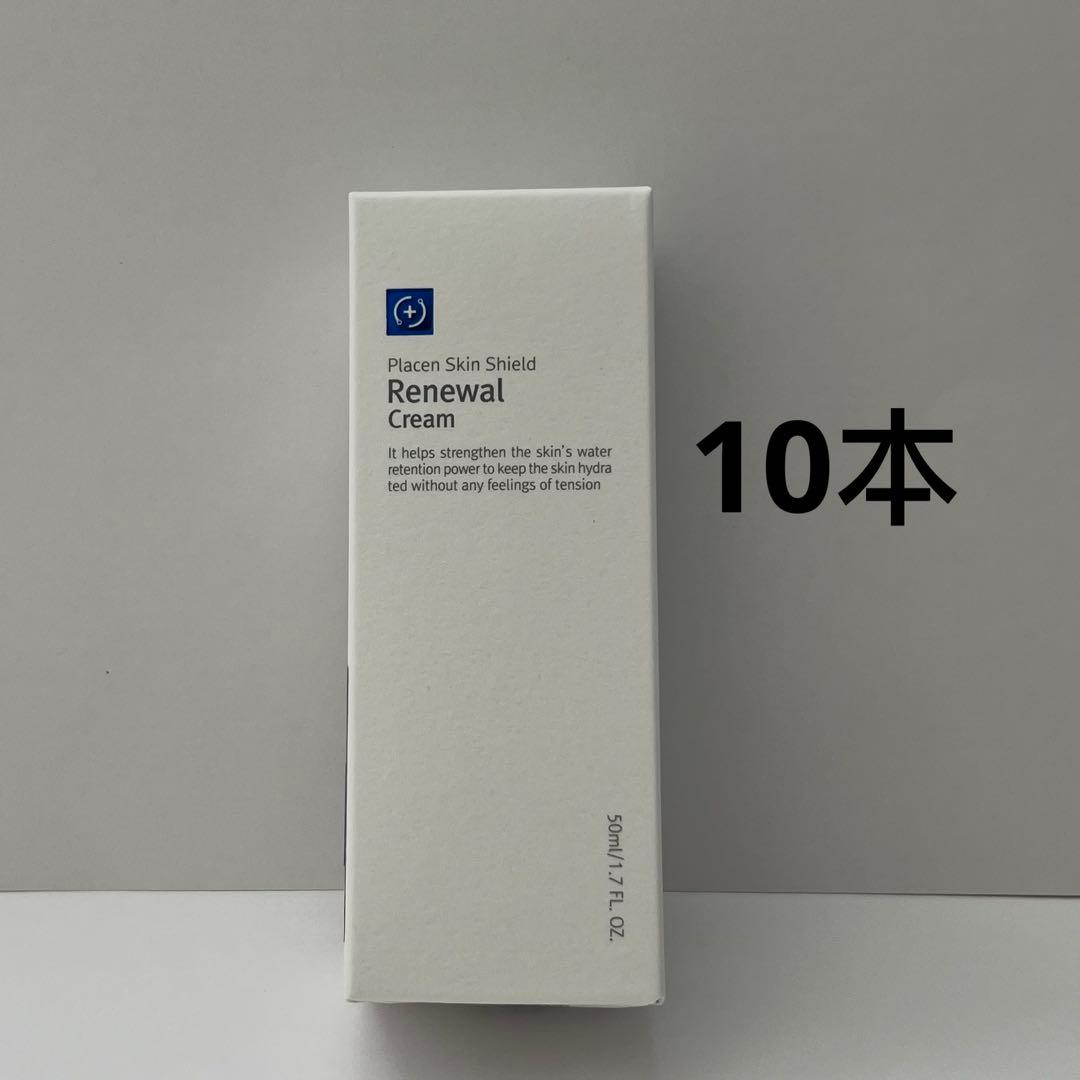 Placen Skin Shield
Renewal
Cream
It helps strengthen the skin's water
retention power to keep the skin hydra
ted without any feelings of tension
10本
50ml/1.7 FL. OZ.